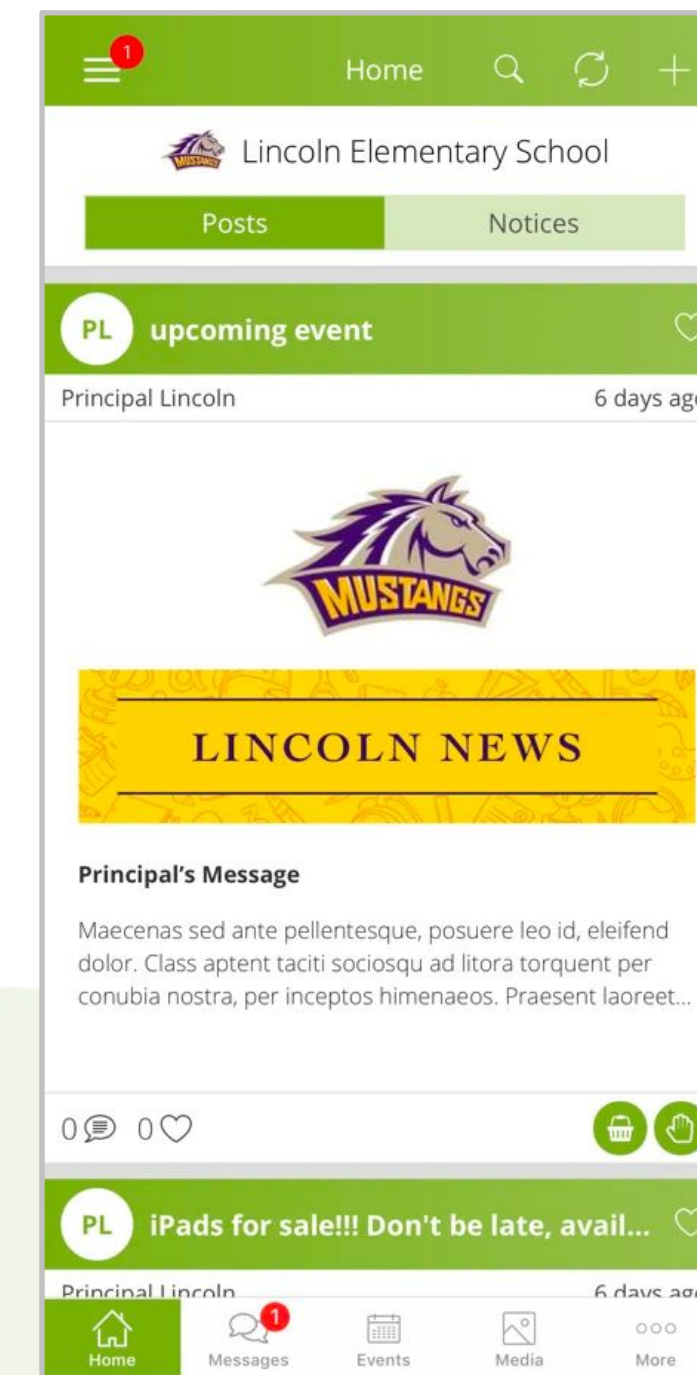 1
Home
MUSTANGS
Lincoln Elementary School
Posts
Notices
PL
upcoming event
Principal Lincoln
6 days ago
MUSTANGS
LINCOLN NEWS
Principal’s Message
Maecenas sed ante pellentesque, posuere leo id, eleifend
dolor. Class aptent taciti sociosqu ad litora torquent per
conubia nostra, per inceptos himenaeos. Praesent laoreet...
0
0
PL
iPads for sale!!! Don't be late, avail...
Principal Lincoln
6 days ago
1
Home
Messages
Events
Media
More